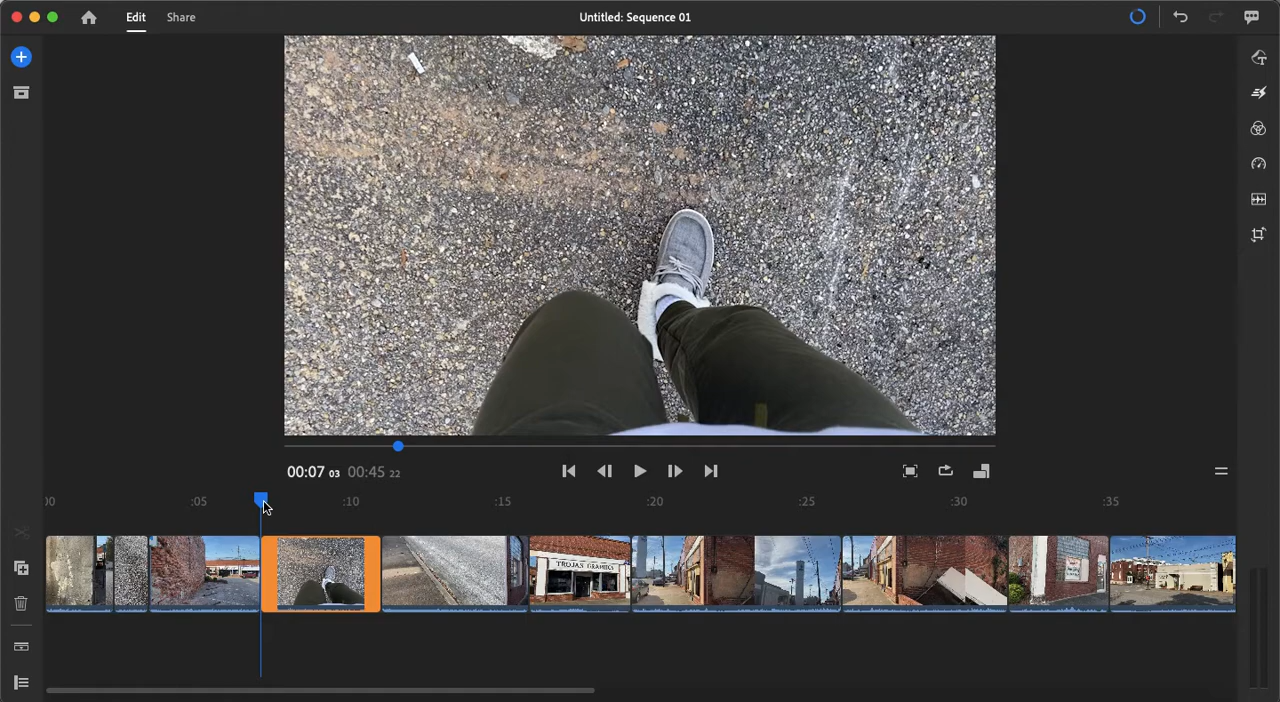 Edit Share Untitled: Sequence 01
00:07 03 00:45 22
00 :05 :10 :15 :20 :25 :30 :35
TROJAN GRAPHICS